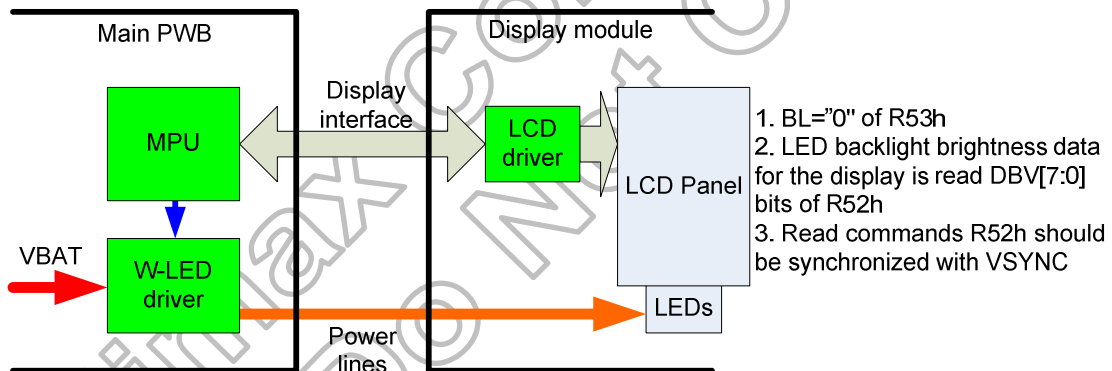 Main PWB
Display module
MPU
Display
interface
LCD
driver
LCD Panel
1. BL="0" of R53h
2. LED backlight brightness data
for the display is read DBV[7:0]
bits of R52h
3. Read commands R52h should
be synchronized with VSYNC
VBAT
W-LED
driver
LEDs
Power
lines